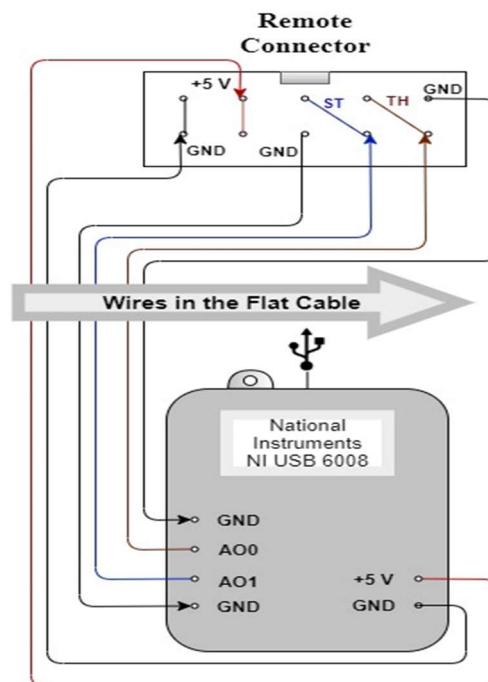 Remote
Connector
+5 V
ST
TH
GND
GND
GND
Wires in the Flat Cable
National
Instruments
NI USB 6008
GND
AO0
AO1
+5 V
GND
GND